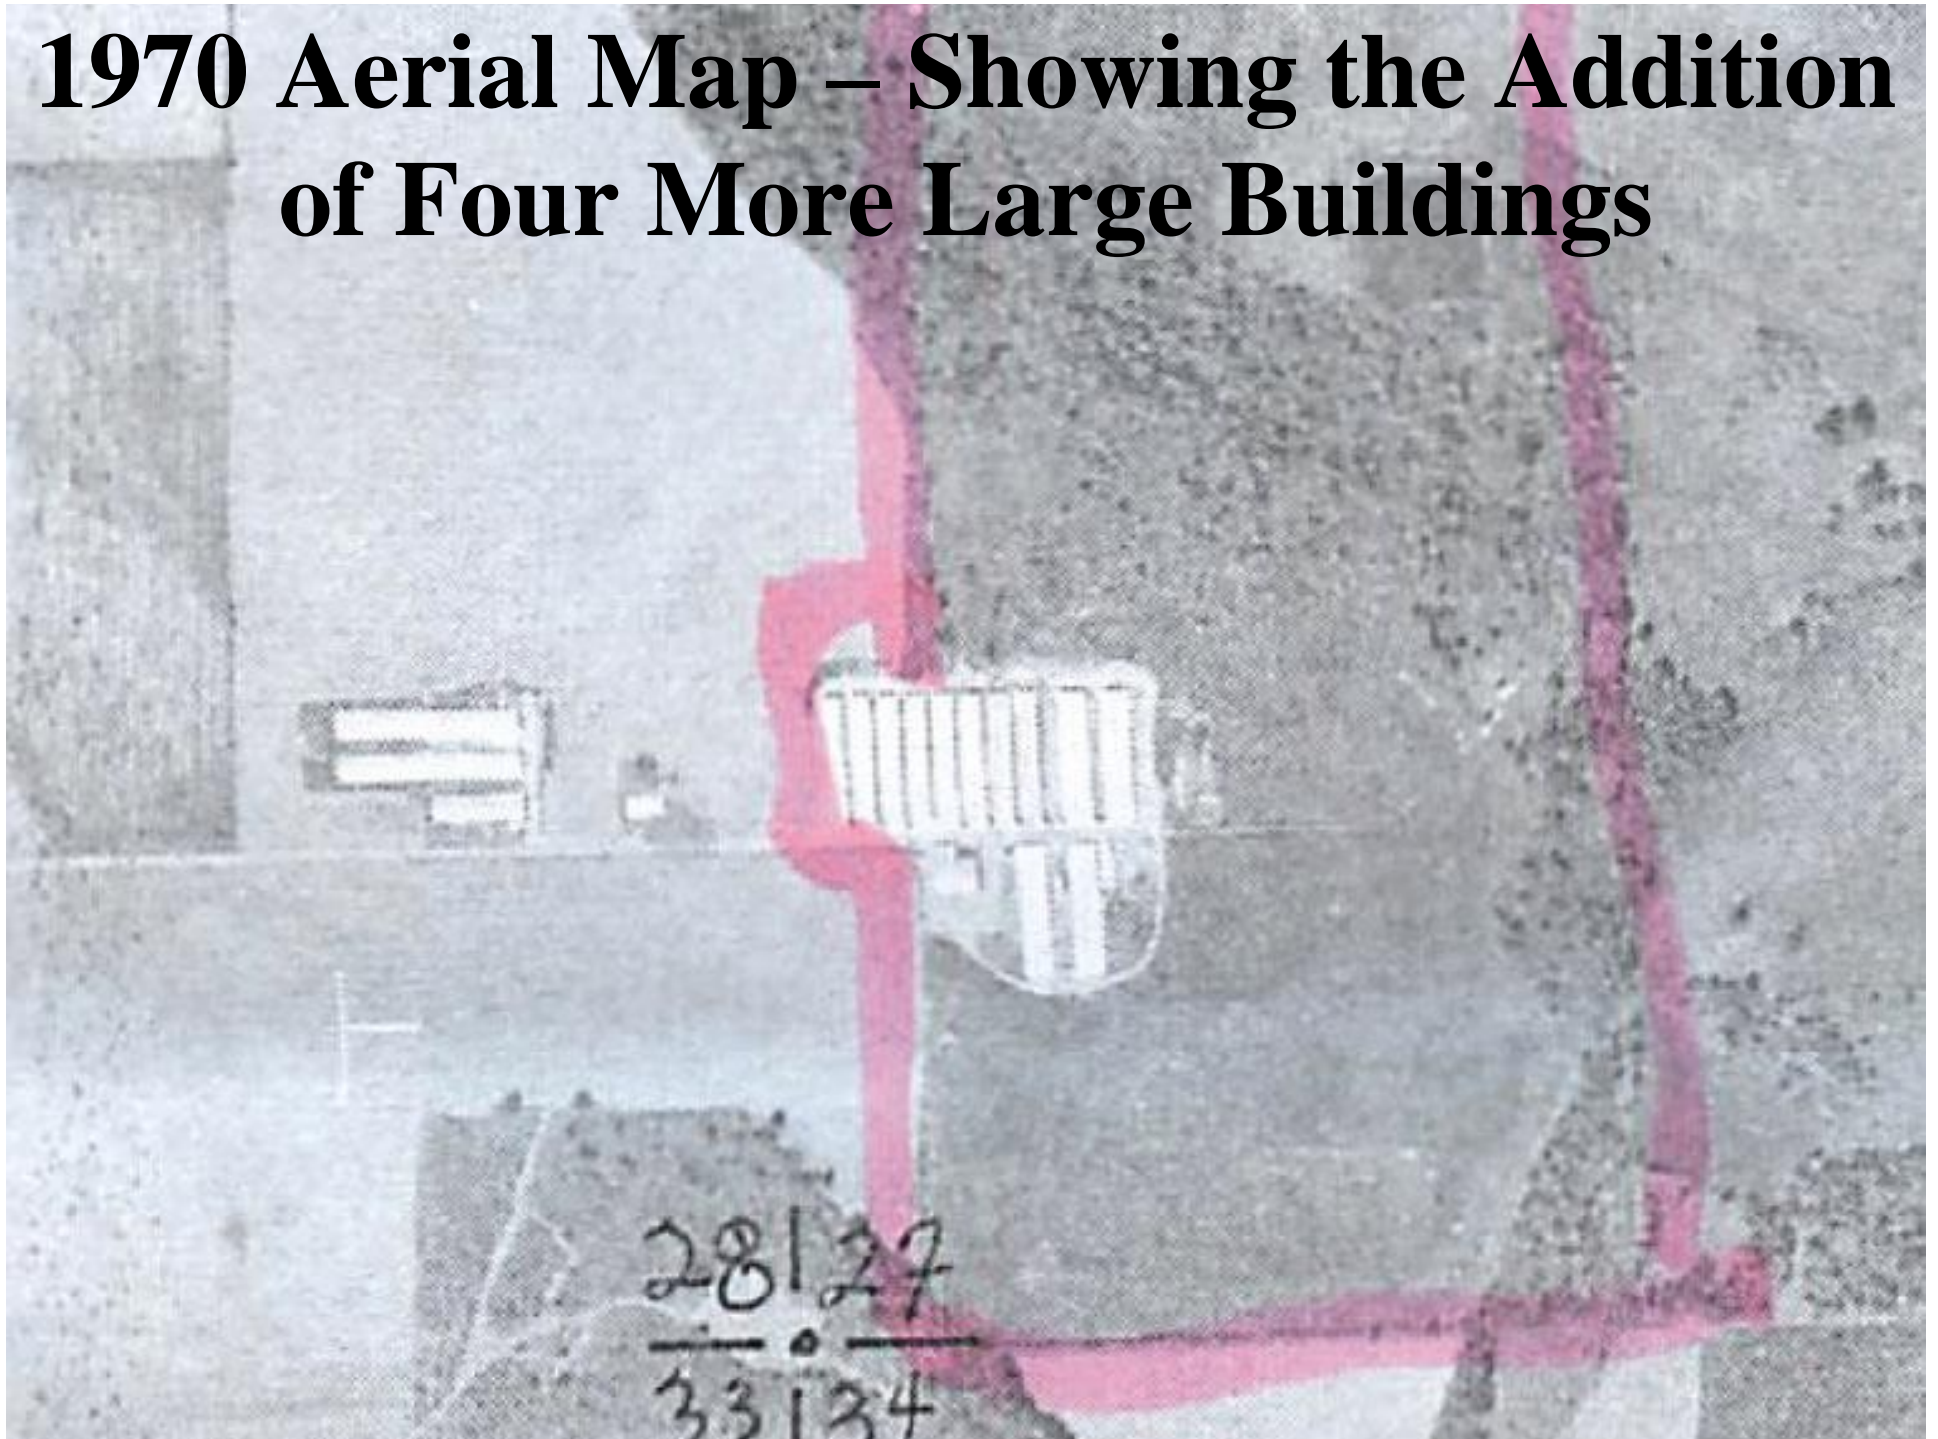 1970 Aerial Map – Showing the Addition
of Four More Large Buildings
28|27
33|34